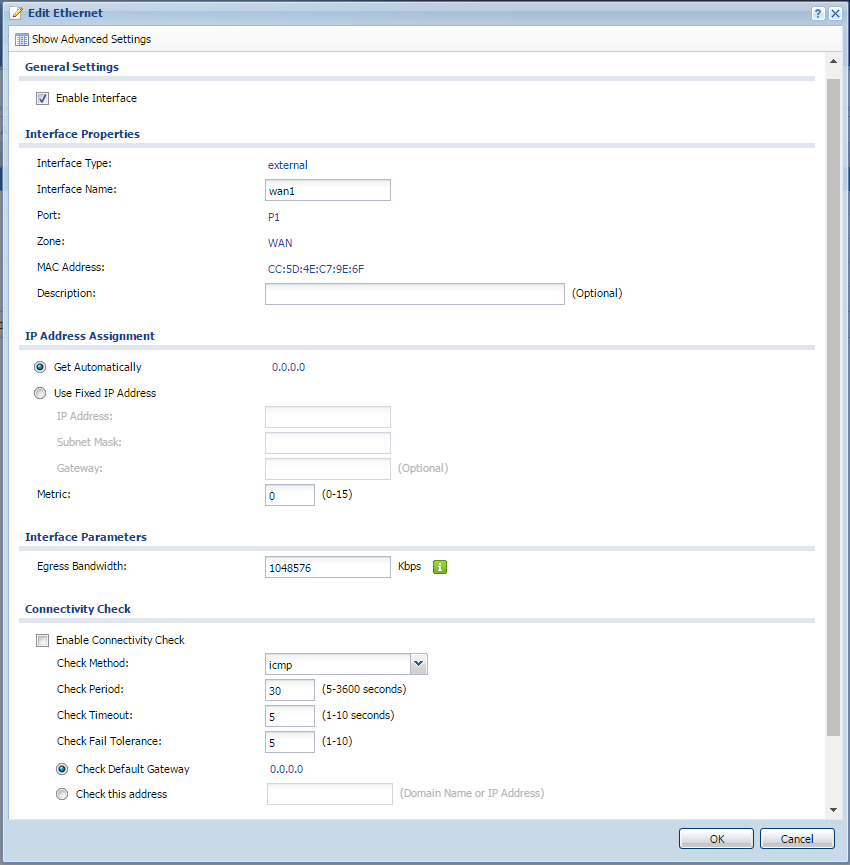 Edit Ethernet
Show Advanced Settings
General Settings
Enable Interface
Interface Properties
Interface Type: external
Interface Name: wan1
Port: P1
Zone: WAN
MAC Address: CC:5D:4E:C7:9E:6F
Description: (Optional)
IP Address Assignment
Get Automatically 0.0.0.0
Use Fixed IP Address
IP Address:
Subnet Mask:
Gateway: (Optional)
Metric: 0 (0-15)
Interface Parameters
Egress Bandwidth: 1048576 Kbps
Connectivity Check
Enable Connectivity Check
Check Method: icmp
Check Period: 30 (5-3600 seconds)
Check Timeout: 5 (1-10 seconds)
Check Fail Tolerance: 5 (1-10)
Check Default Gateway 0.0.0.0
Check this address (Domain Name or IP Address)
OK Cancel